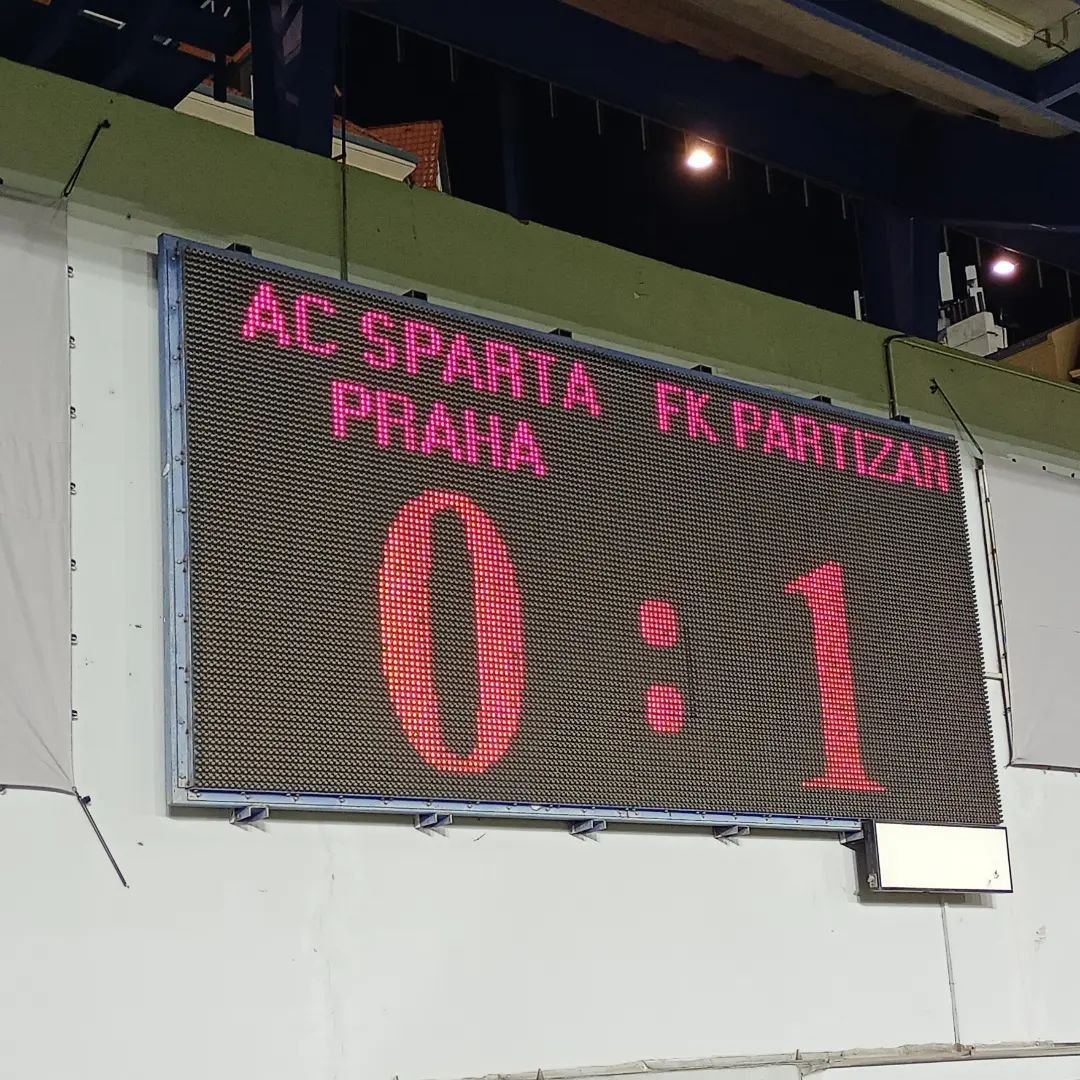 AC SPARTA
PRAHA
FK PARTIZAN
0 : 1